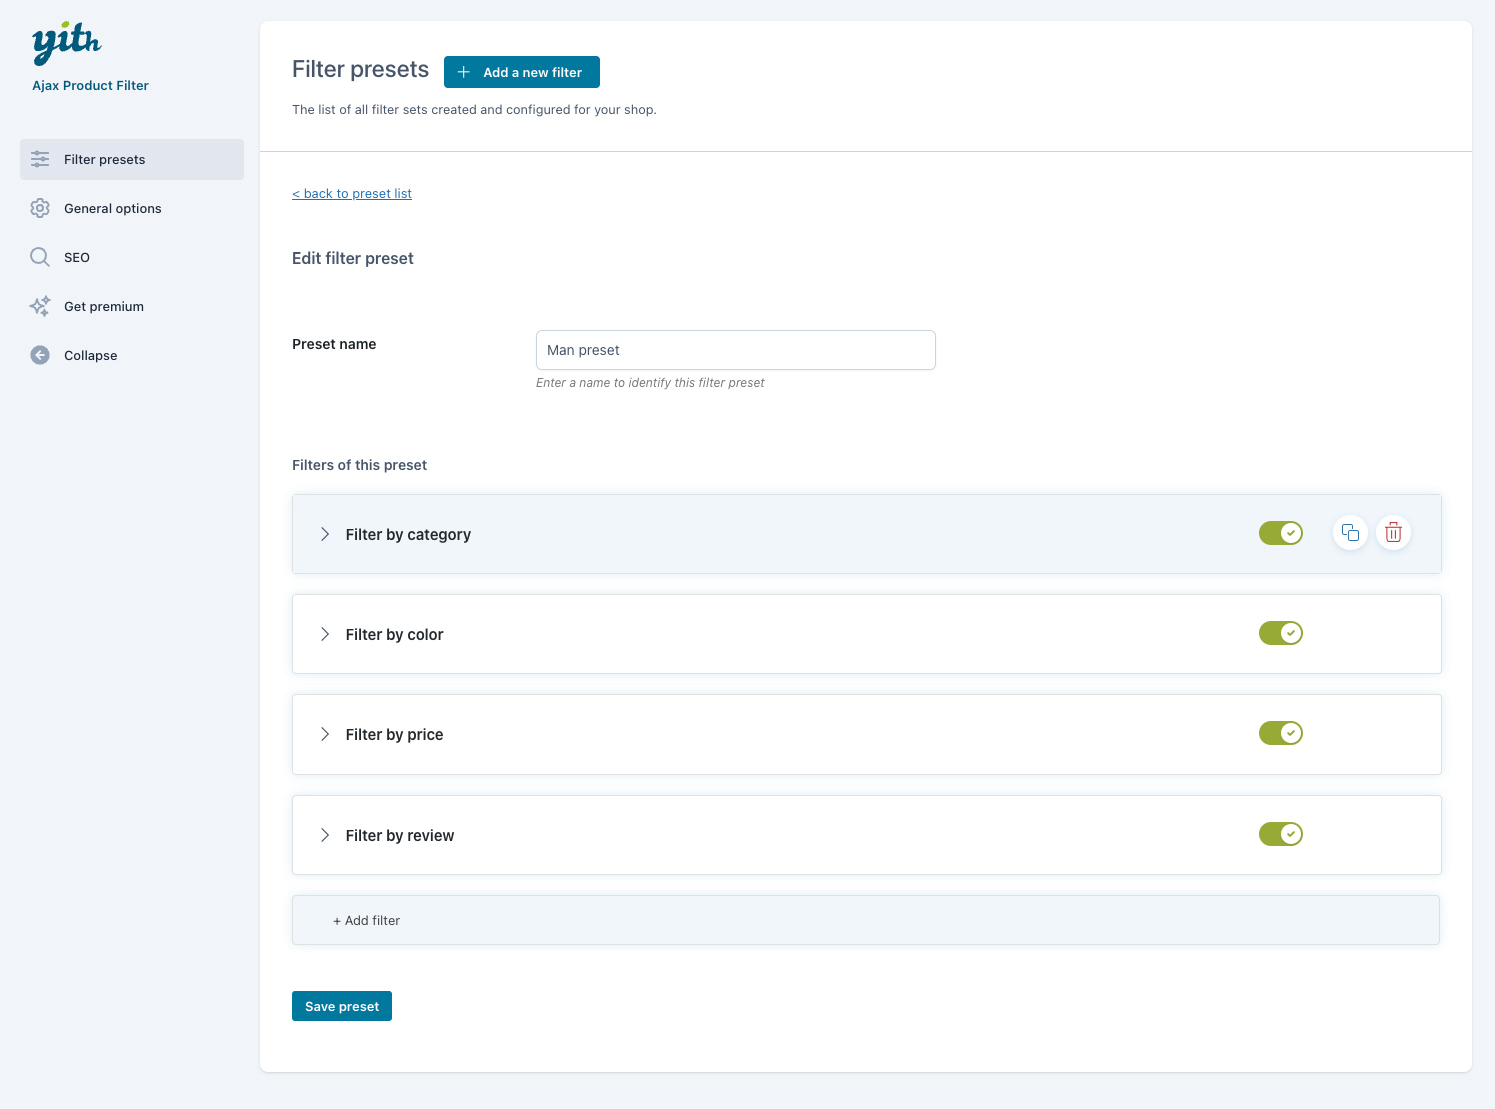 yith
Ajax Product Filter
Filter presets
General options
SEO
Get premium
Collapse
Filter presets
Add a new filter
The list of all filter sets created and configured for your shop.
< back to preset list
Edit filter preset
Preset name
Man preset
Enter a name to identify this filter preset
Filters of this preset
Filter by category
Filter by color
Filter by price
Filter by review
+ Add filter
Save preset